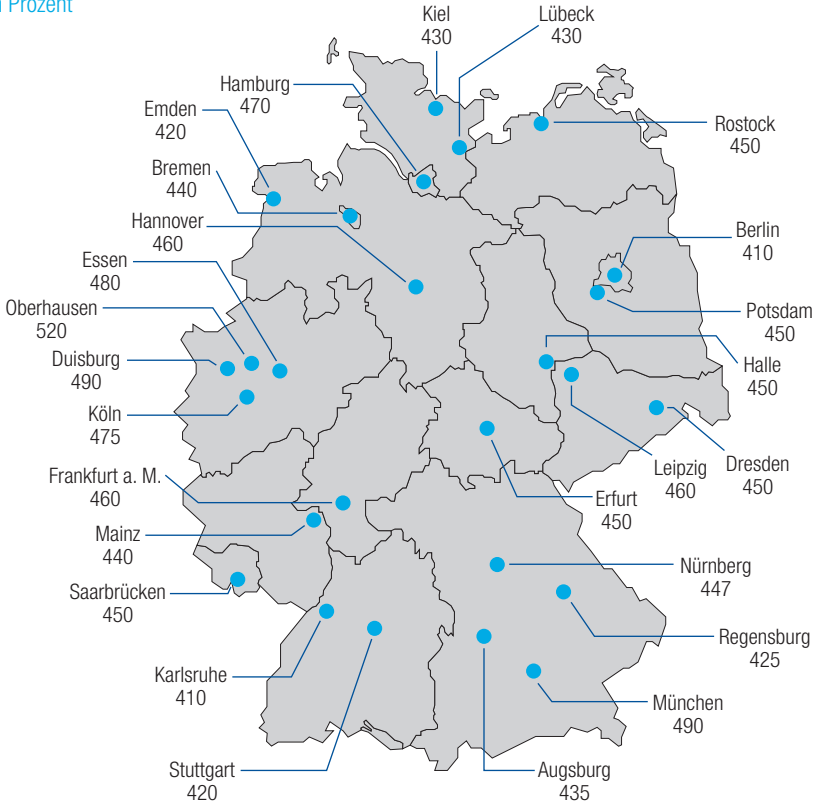 Prozent
Kiel
430
Lübeck
430
Hamburg
470
Emden
420
Rostock
450
Bremen
440
Hannover
460
Berlin
410
Essen
480
Oberhausen
520
Potsdam
450
Duisburg
490
Halle
450
Köln
475
Leipzig
460
Dresden
450
Frankfurt a. M.
460
Erfurt
450
Mainz
440
Nürnberg
447
Saarbrücken
450
Regensburg
425
Karlsruhe
410
München
490
Stuttgart
420
Augsburg
435